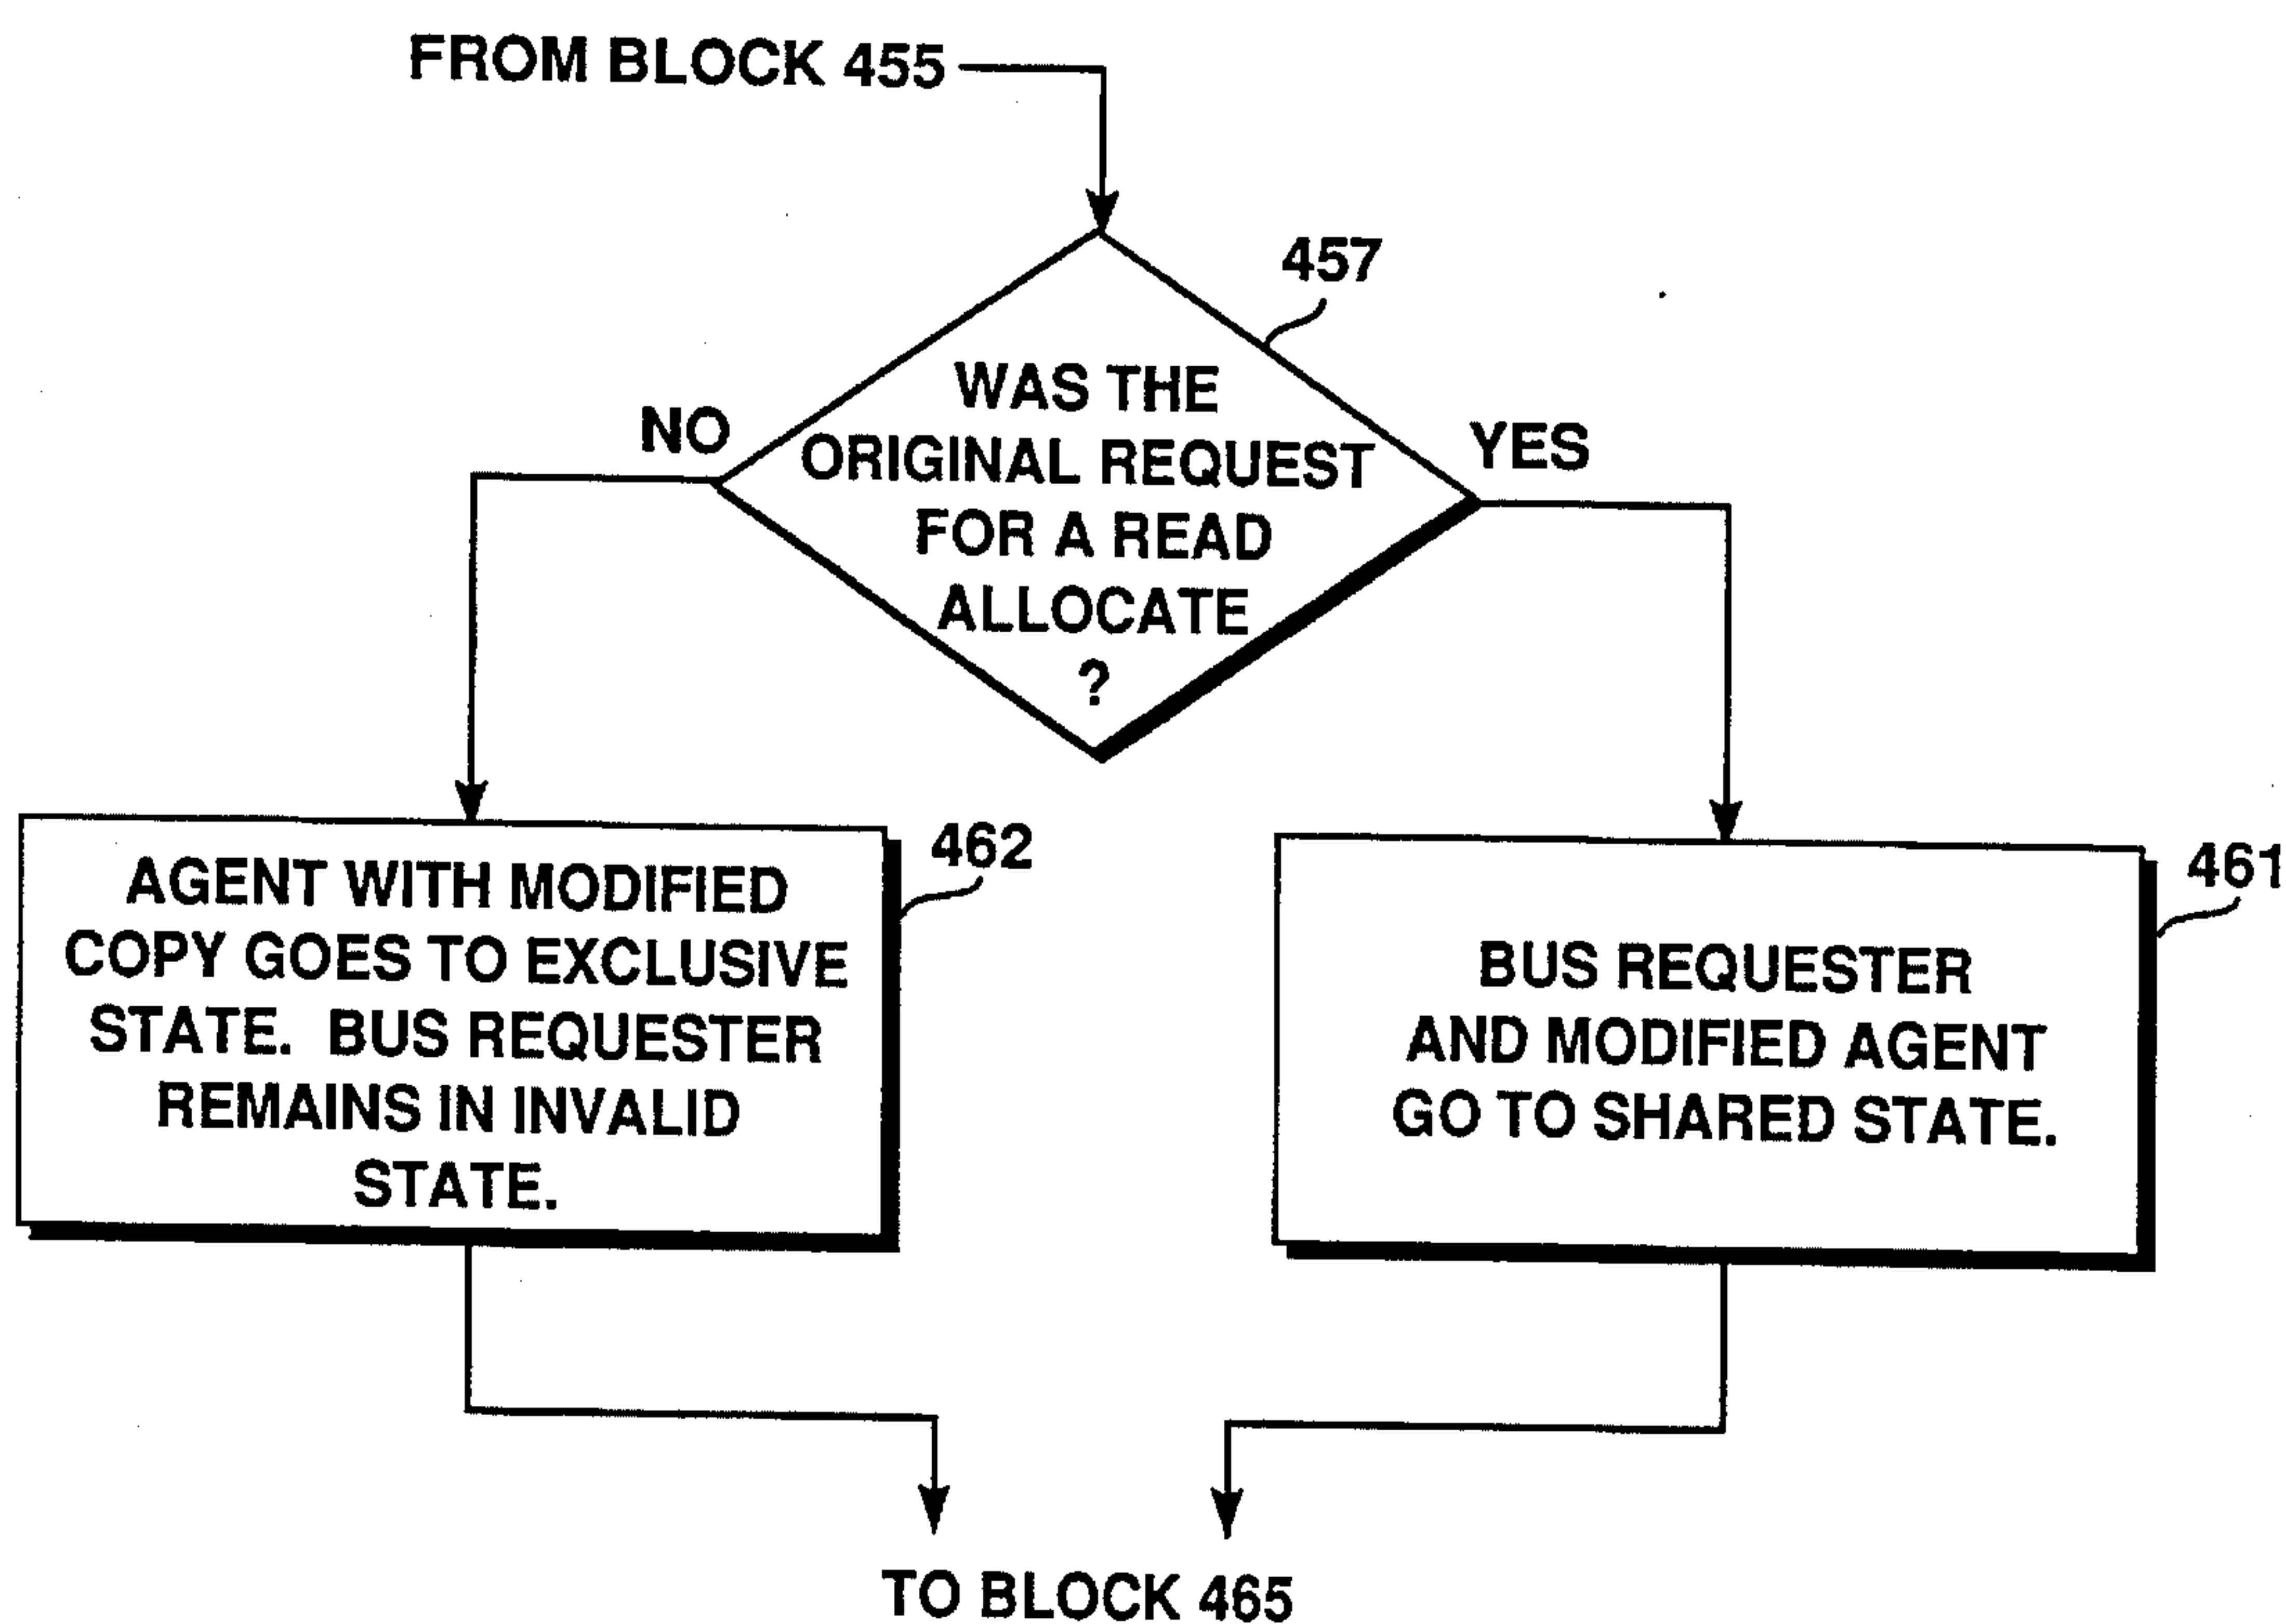 FROM BLOCK 455
457
WAS THE
ORIGINAL REQUEST
FOR A READ
ALLOCATE
?
NO
YES
462
AGENT WITH MODIFIED
COPY GOES TO EXCLUSIVE
STATE. BUS REQUESTER
REMAINS IN INVALID
STATE.
461
BUS REQUESTER
AND MODIFIED AGENT
GO TO SHARED STATE.
TO BLOCK 465